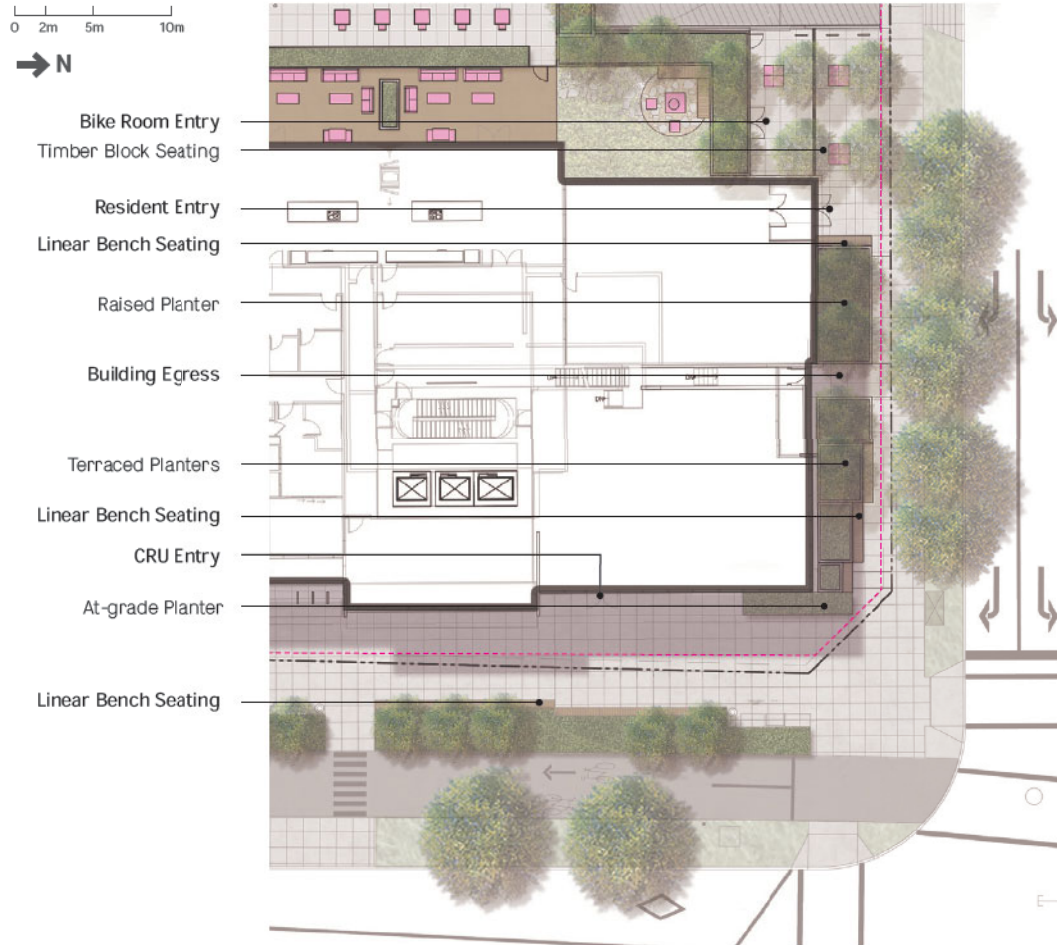 0 2m 5m 10m
N
Bike Room Entry
Timber Block Seating
Resident Entry
Linear Bench Seating
Raised Planter
Building Egress
Terraced Planters
Linear Bench Seating
CRU Entry
At-grade Planter
Linear Bench Seating